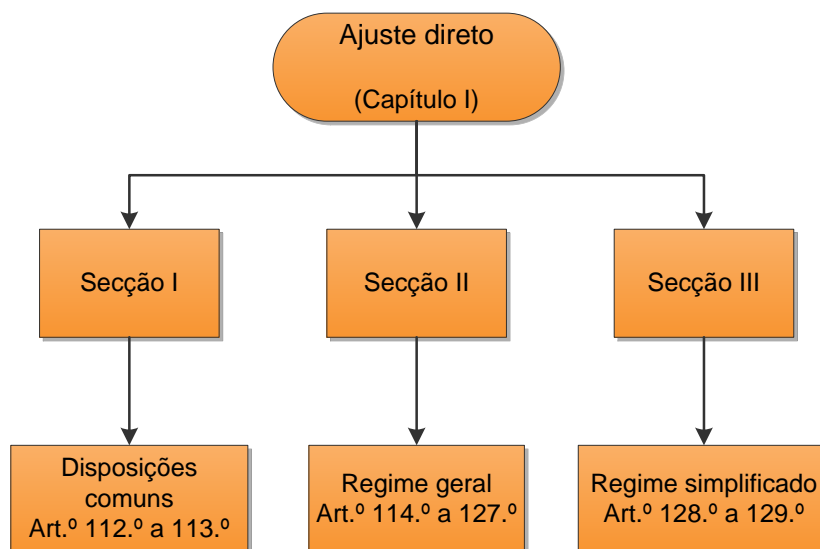 Ajuste direto
(Capítulo I)
Secção I
Secção II
Secção III
Disposições
comuns
Art.º 112.º a 113.º
Regime geral
Art.º 114.º a 127.º
Regime simplificado
Art.º 128.º a 129.º